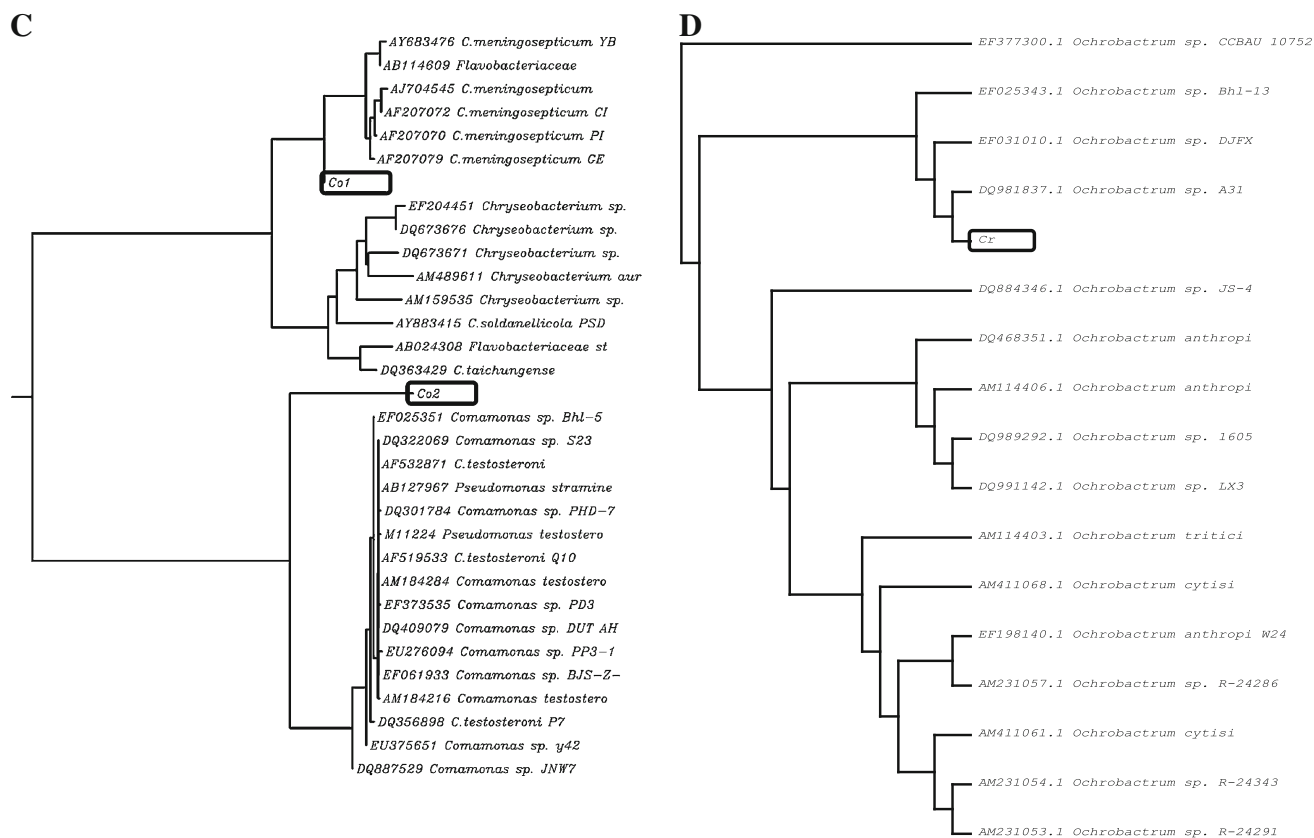 C
AY683476 C.meningosepticum YB
AB114609 Flavobacteriaceae
AJ704545 C.meningosepticum
AF207072 C.meningosepticum CI
AF207070 C.meningosepticum PI
AF207079 C.meningosepticum CE
Co1
EF204451 Chryseobacterium sp.
DQ673676 Chryseobacterium sp.
DQ673671 Chryseobacterium sp.
AM489611 Chryseobacterium aur
AM159535 Chryseobacterium sp.
AY883415 C.soldanellicola PSD
AB024308 Flavobacteriaceae st
DQ363429 C.taichungense
Co2
EF025351 Comamonas sp. Bhl-5
DQ322069 Comamonas sp. S23
AF532871 C.testosteroni
AB127967 Pseudomonas stramine
DQ301784 Comamonas sp. PHD-7
M11224 Pseudomonas testostero
AF519533 C.testosteroni Q10
AM184284 Comamonas testostero
EF373535 Comamonas sp. PD3
DQ409079 Comamonas sp. DUT AH
EU276094 Comamonas sp. PP3-1
EF061933 Comamonas sp. BJS-Z-
AM184216 Comamonas testostero
DQ356898 C.testosteroni P7
EU375651 Comamonas sp. y42
DQ887529 Comamonas sp. JNW7
D
EF377300.1 Ochrobactrum sp. CCBAU 10752
EF025343.1 Ochrobactrum sp. Bhl-13
EF031010.1 Ochrobactrum sp. DJFX
DQ981837.1 Ochrobactrum sp. A31
Cr
DQ884346.1 Ochrobactrum sp. JS-4
DQ468351.1 Ochrobactrum anthropi
AM114406.1 Ochrobactrum anthropi
DQ989292.1 Ochrobactrum sp. 1605
DQ991142.1 Ochrobactrum sp. LX3
AM114403.1 Ochrobactrum tritici
AM411068.1 Ochrobactrum cytisi
EF198140.1 Ochrobactrum anthropi W24
AM231057.1 Ochrobactrum sp. R-24286
AM411061.1 Ochrobactrum cytisi
AM231054.1 Ochrobactrum sp. R-24343
AM231053.1 Ochrobactrum sp. R-24291